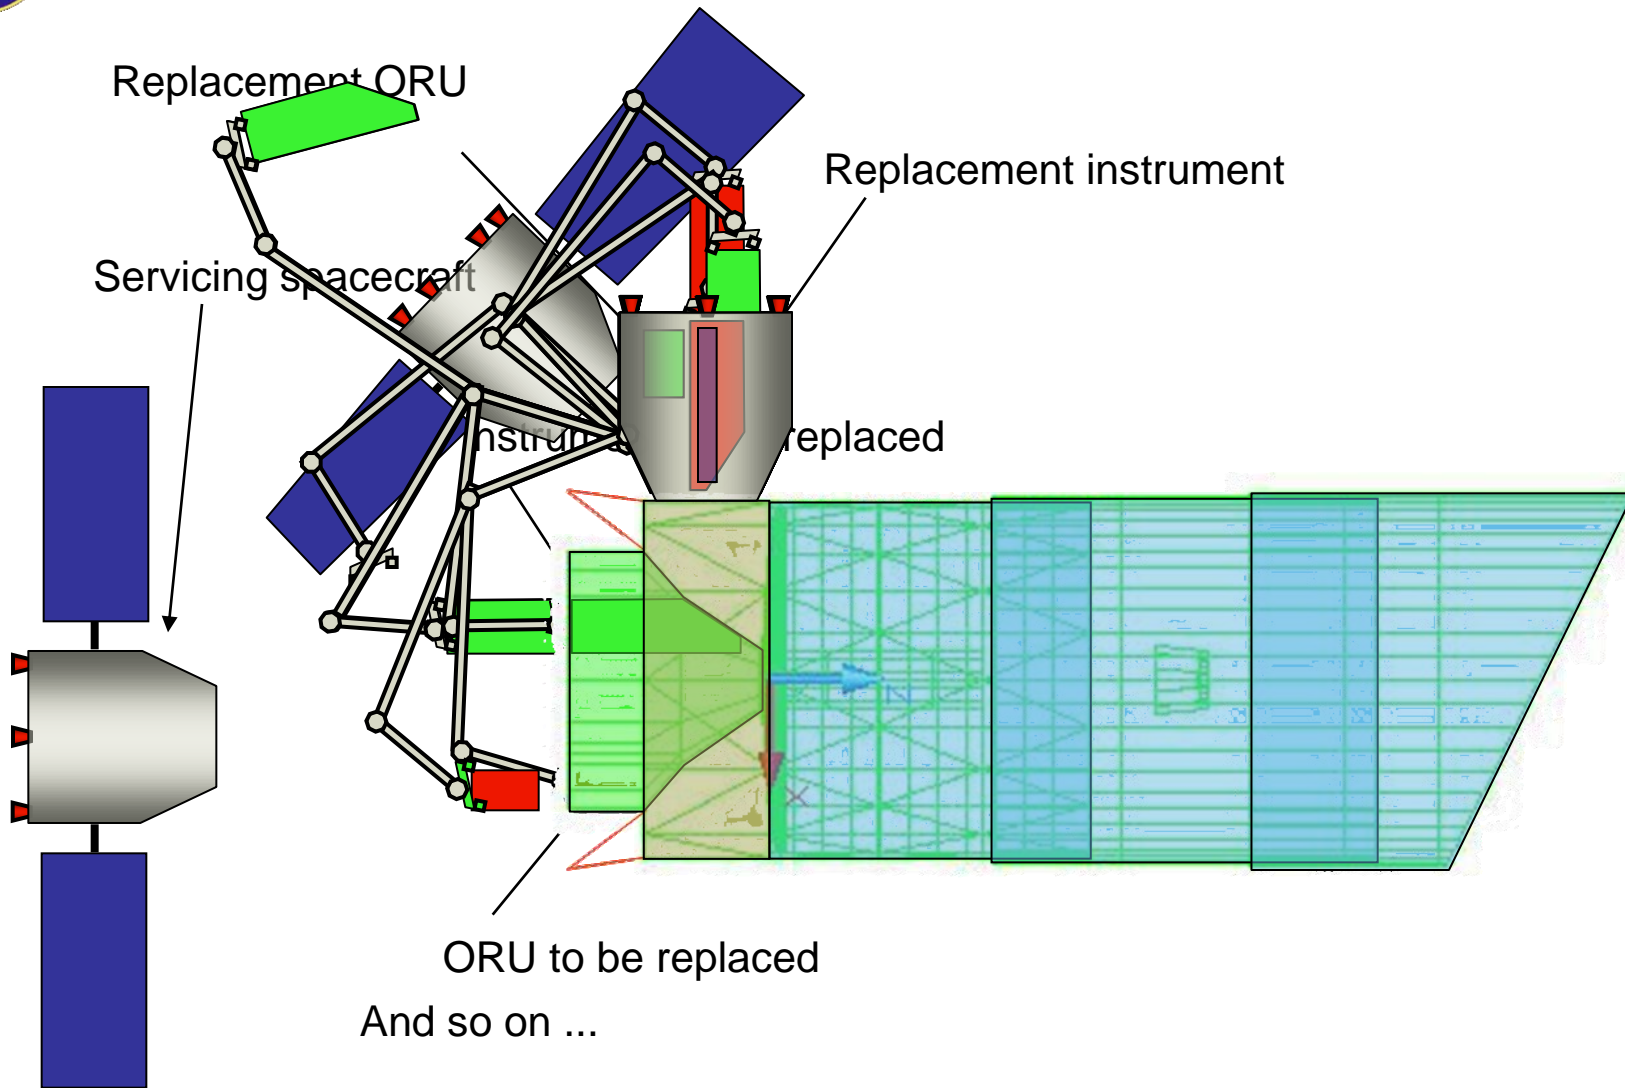 Replacement ORU
Replacement instrument
Servicing spacecraft
replaced
ORU to be replaced
And so on ...
N
X